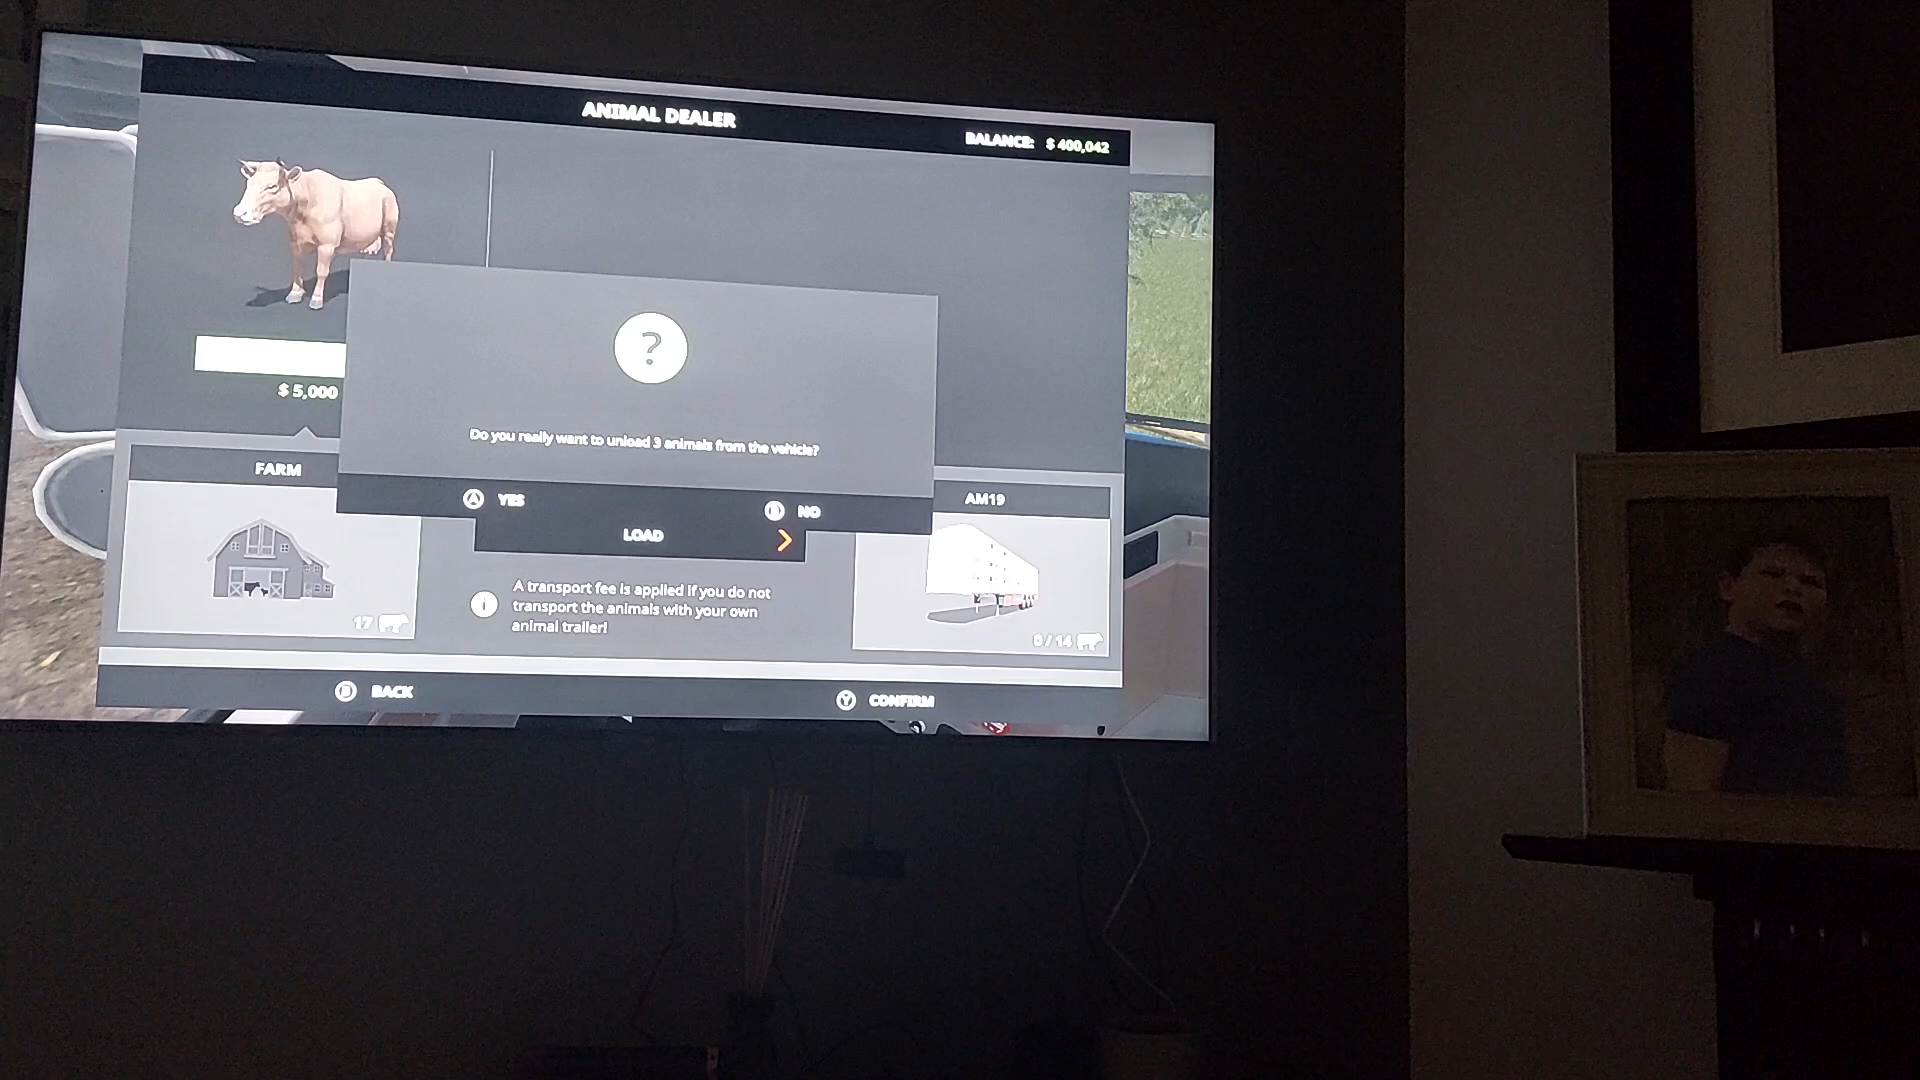 ANIMAL DEALER
BALANCE: $ 400,042
$ 5,000
?
Do you really want to unload 3 animals from the vehicle?
A YES
B NO
FARM
LOAD
AM19
i
A transport fee is applied if you do not
transport the animals with your own
animal trailer!
17
0 / 14
B BACK
Y CONFIRM